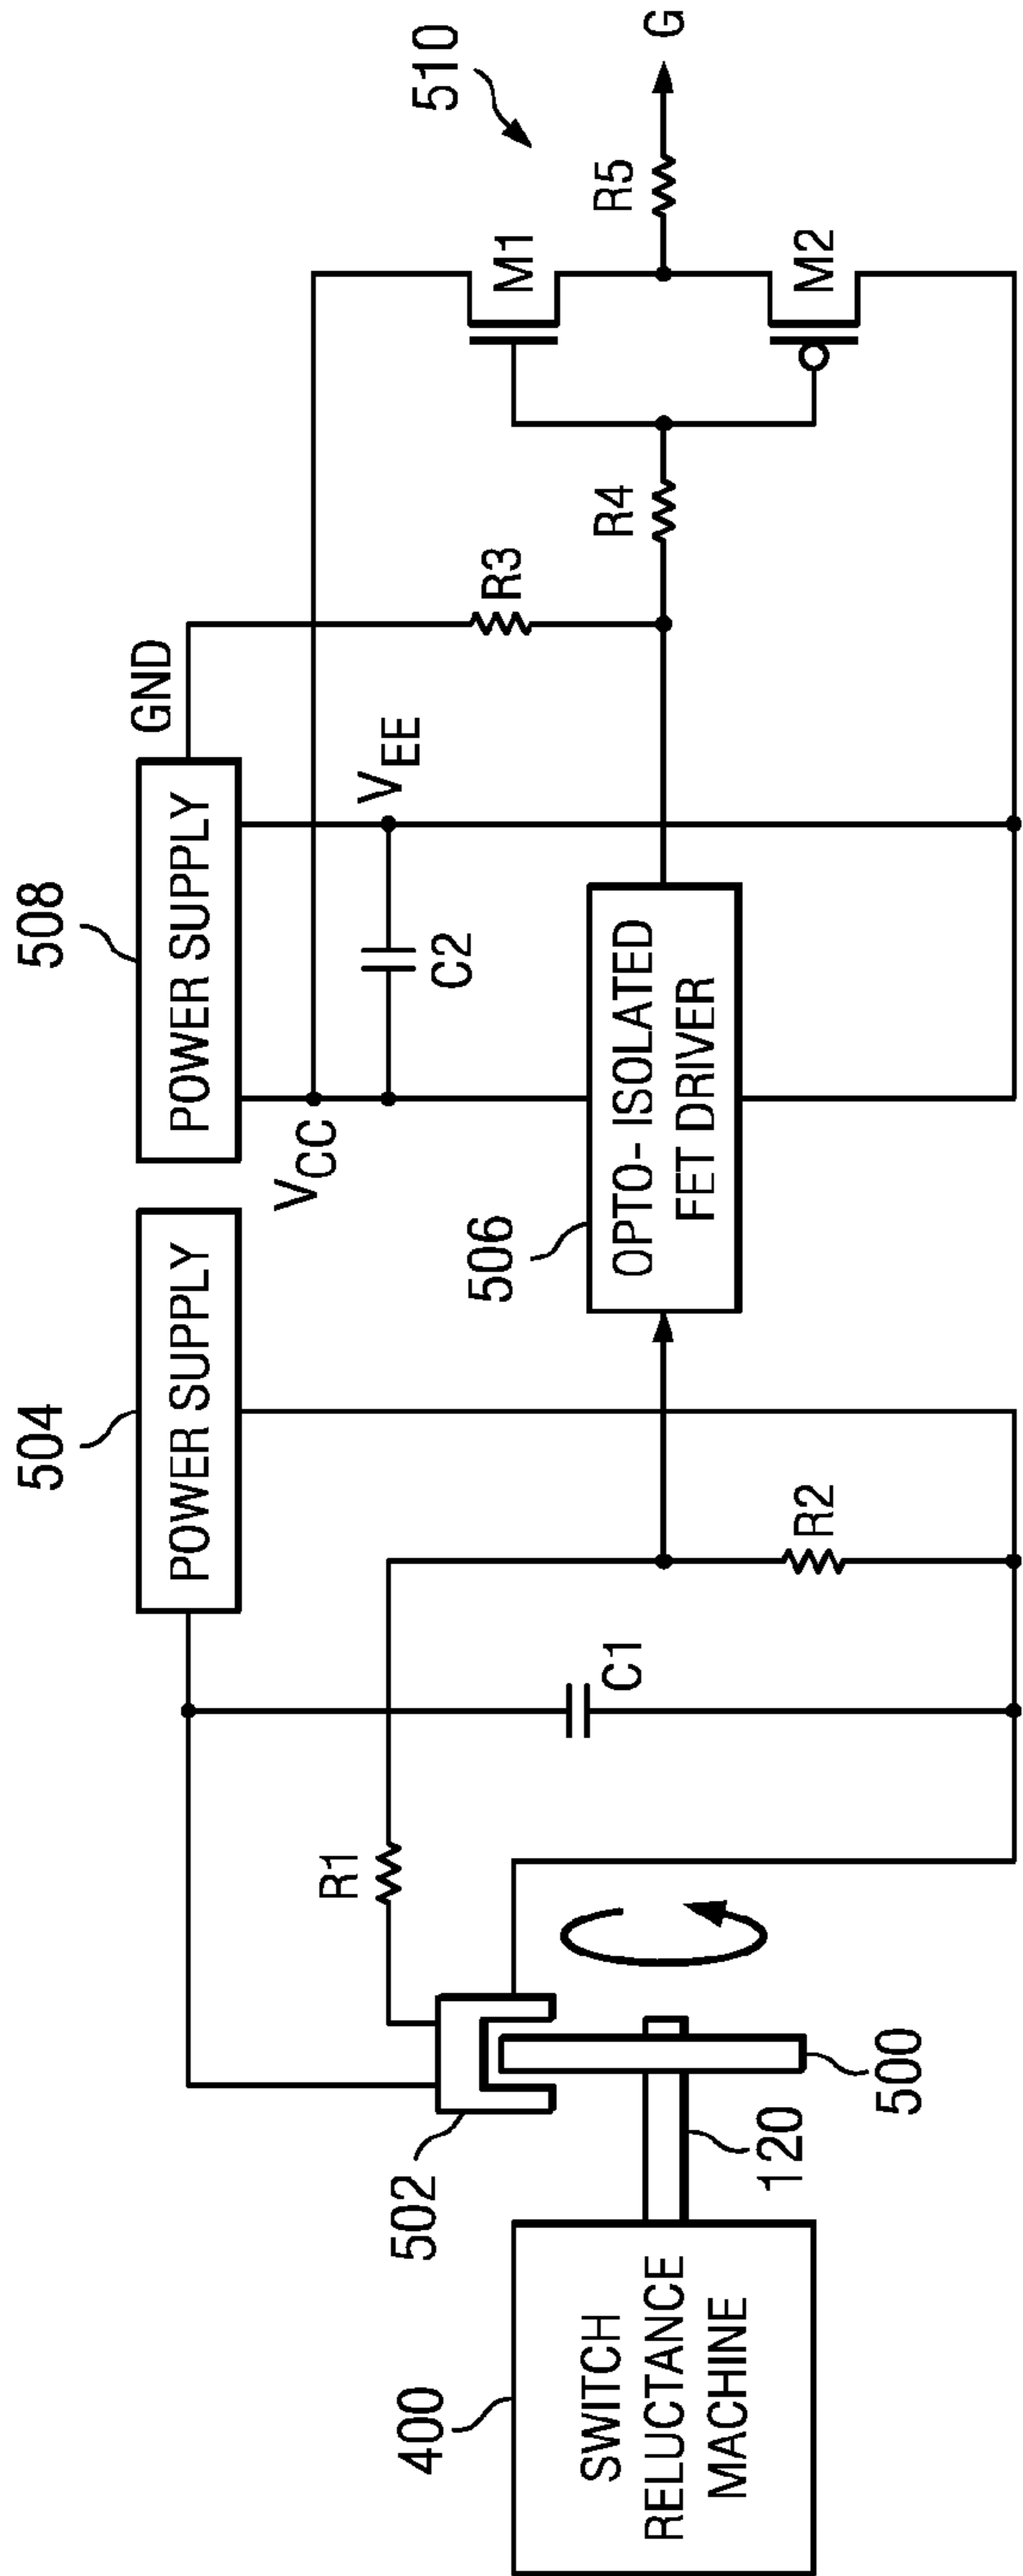 504
508
POWER SUPPLY
POWER SUPPLY
GND
510
VCC
VEE
R1
C2
R3
M1
502
506
R4
R5
G
C1
OPTO- ISOLATED
FET DRIVER
400
SWITCH
RELUCTANCE
MACHINE
R2
M2
120
500